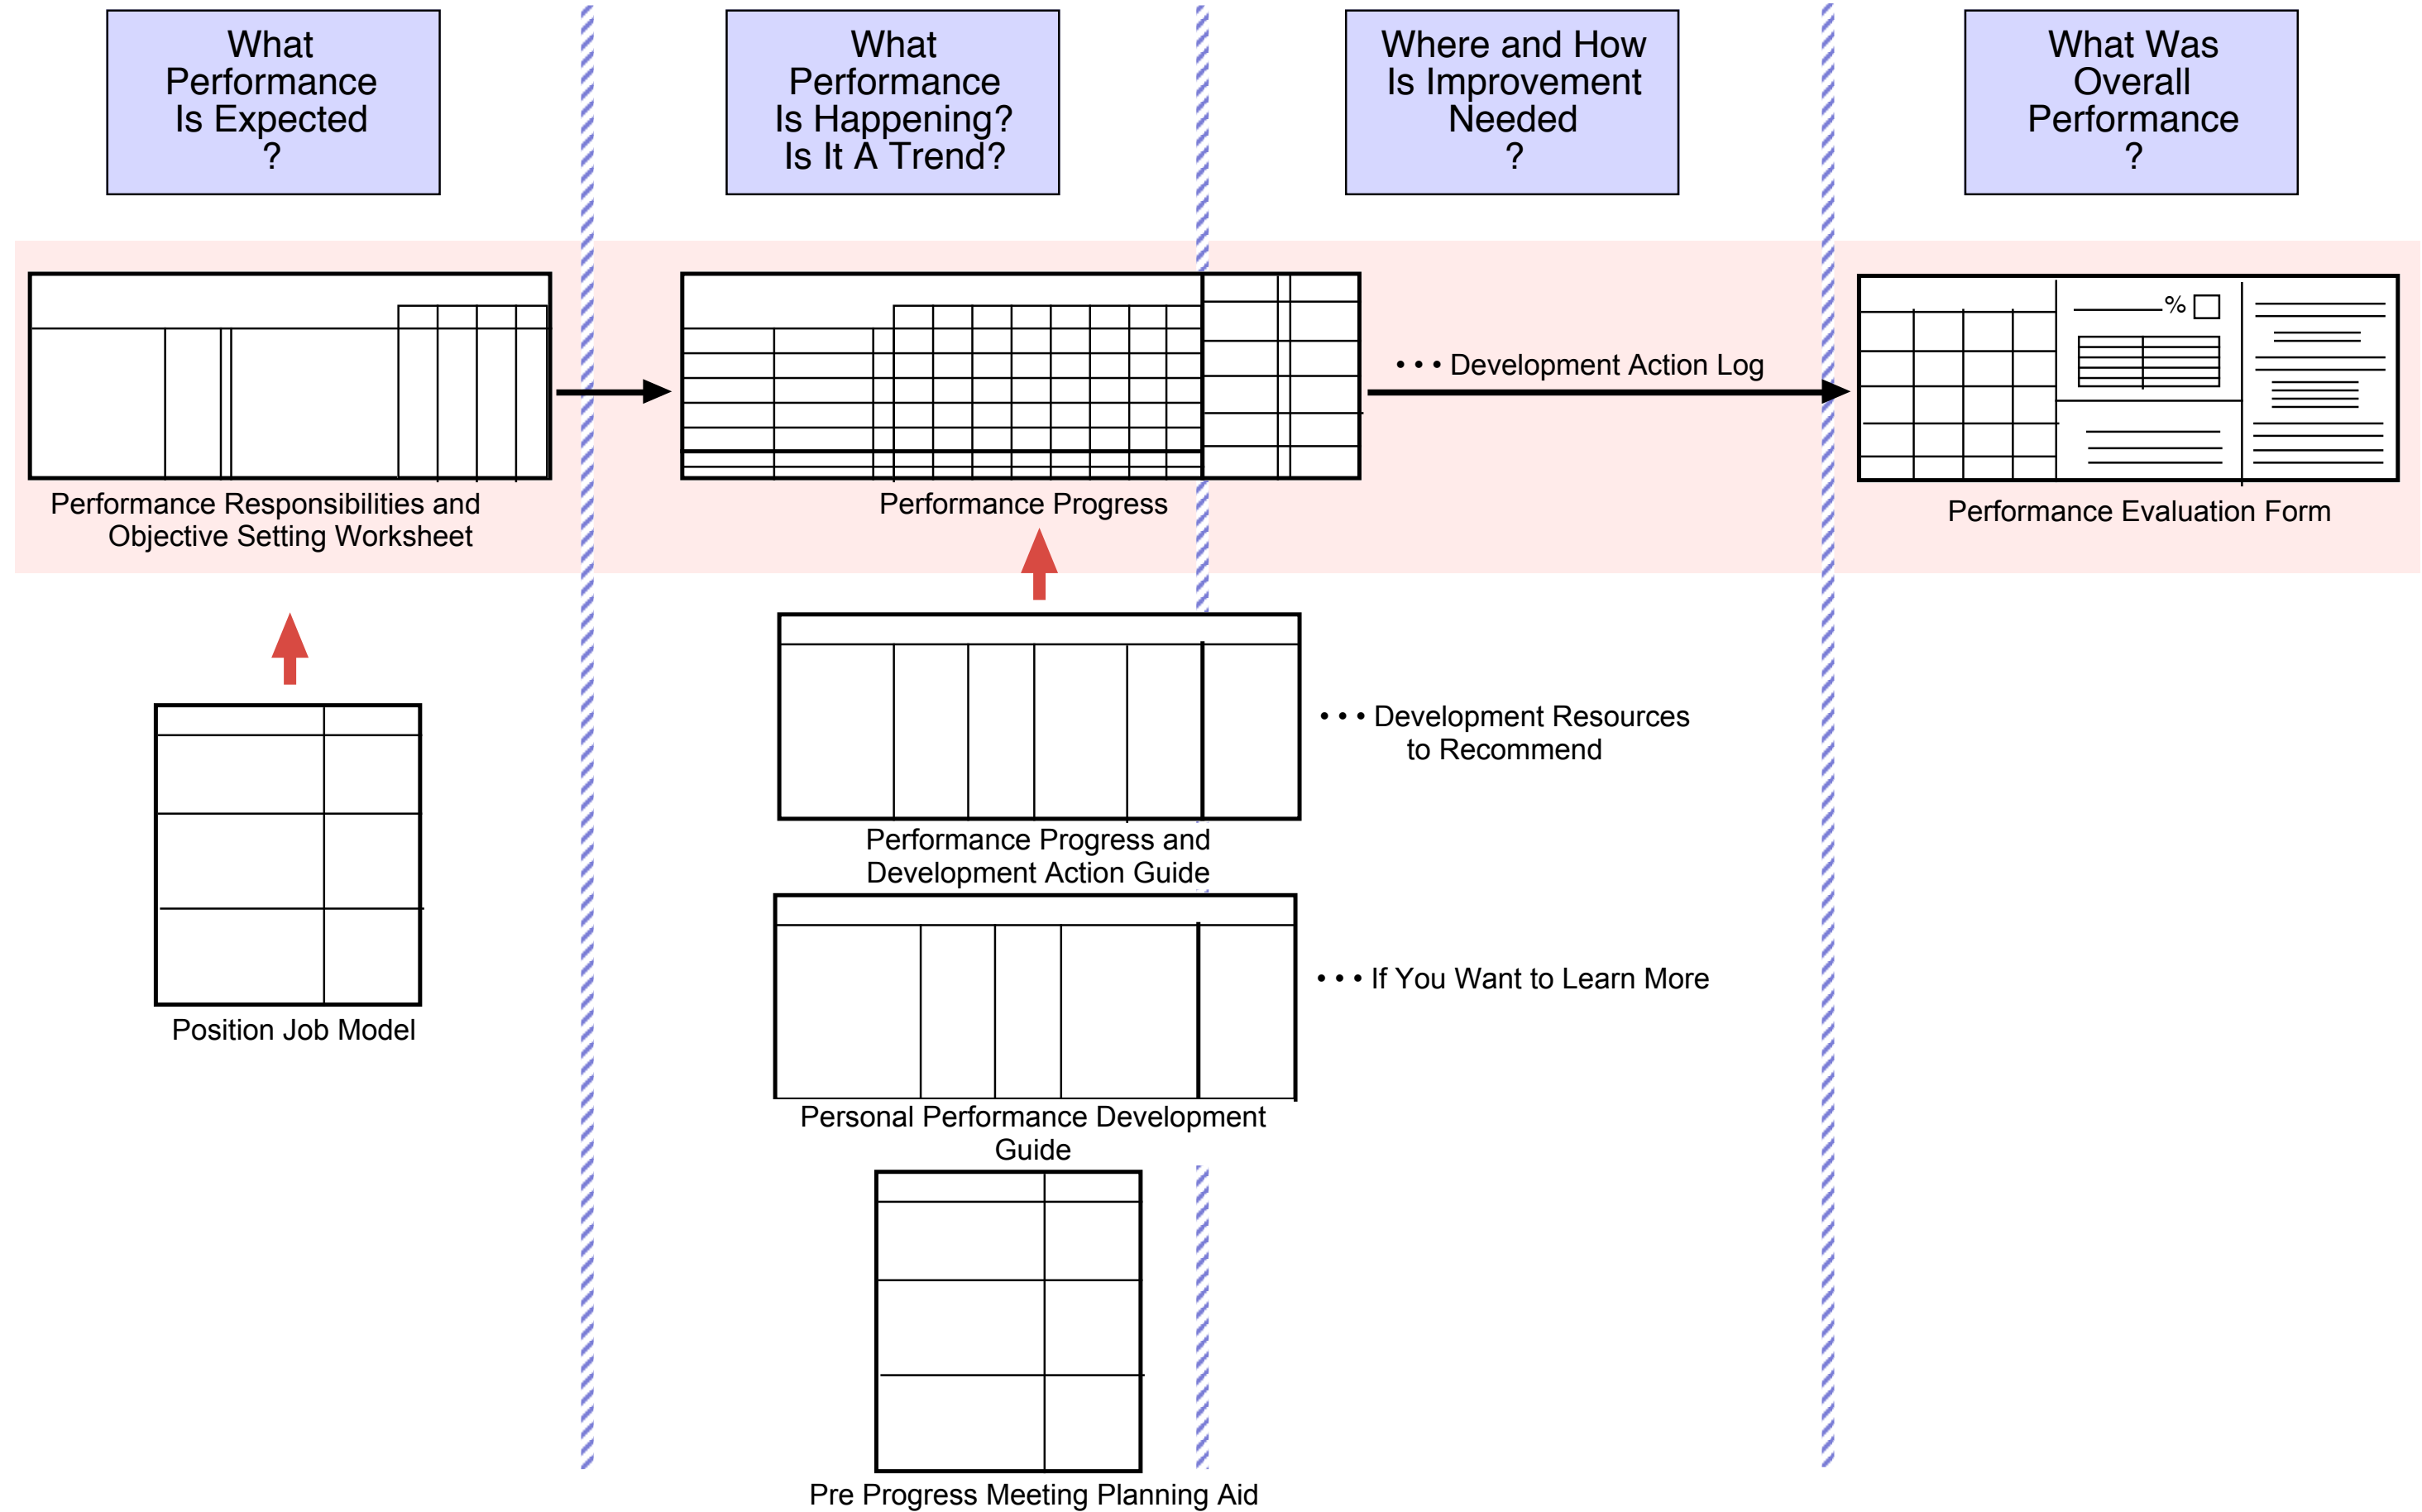 What
Performance
Is Expected
?
What
Performance
Is Happening?
Is It A Trend?
Where and How
Is Improvement
Needed
?
What Was
Overall
Performance
?
%
• • • Development Action Log
Performance Responsibilities and
Objective Setting Worksheet
Performance Progress
Performance Evaluation Form
• • • Development Resources
to Recommend
Performance Progress and
Development Action Guide
• • • If You Want to Learn More
Position Job Model
Personal Performance Development
Guide
Pre Progress Meeting Planning Aid